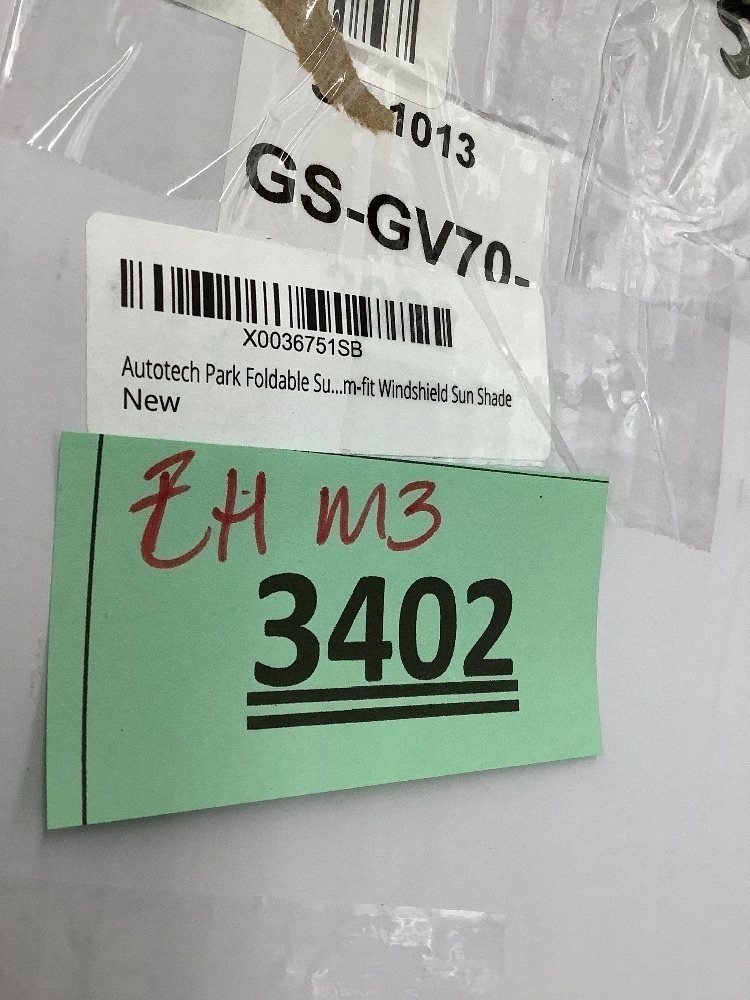 1013
GS-GV70-
X0036751SB
Autotech Park Foldable Su...m-fit Windshield Sun Shade
New
EH M3
3402